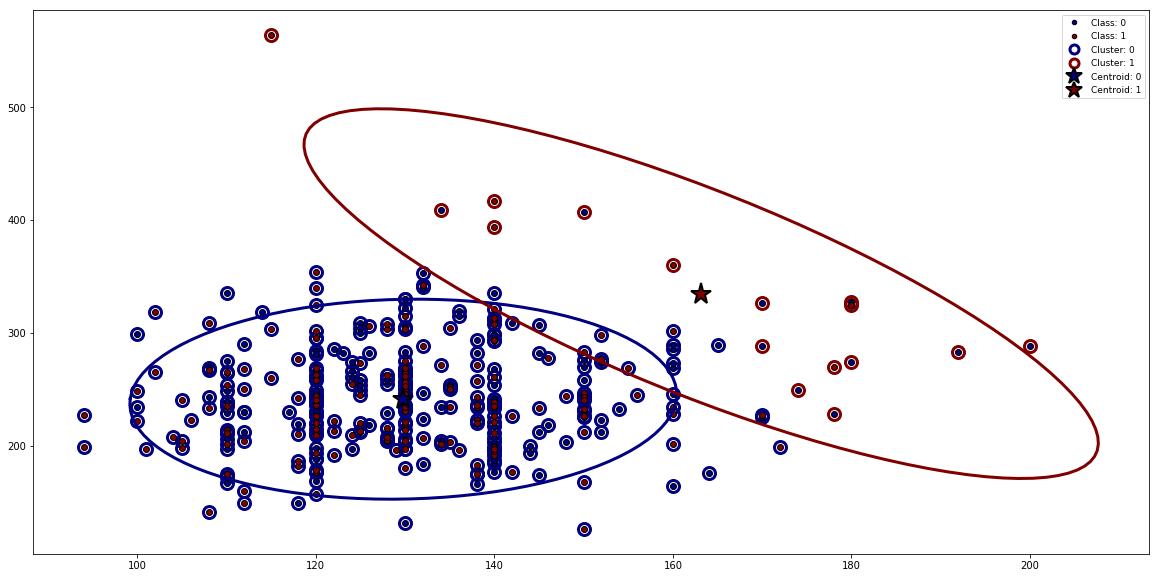 Class: 0
Class: 1
Cluster: 0
Cluster: 1
Centroid: 0
Centroid: 1
500
400
300
200
100 120 140 160 180 200